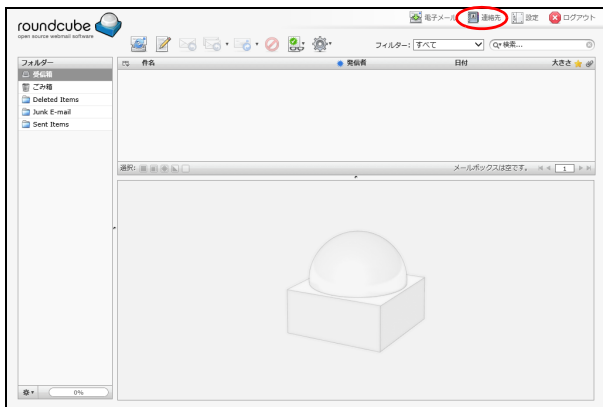 roundcube
open source webmail software
電子メール 連絡先 設定 ログアウト
フィルター: すべて 検索...
フォルダー
受信箱
ごみ箱
Deleted Items
Junk E-mail
Sent Items
件名 発信者 日付 大きさ
選択: メールボックスは空です。 1
0%